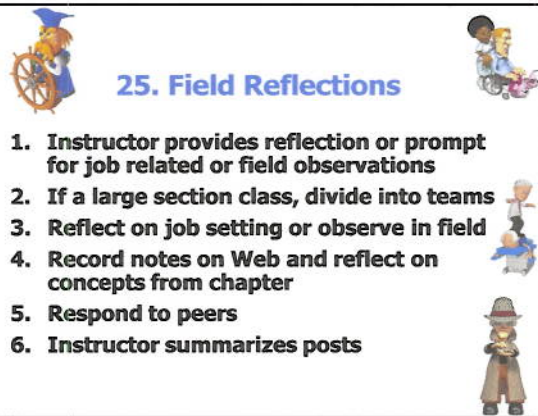 25. Field Reflections
1. Instructor provides reflection or prompt
for job related or field observations
2. If a large section class, divide into teams
3. Reflect on job setting or observe in field
4. Record notes on Web and reflect on
concepts from chapter
5. Respond to peers
6. Instructor summarizes posts